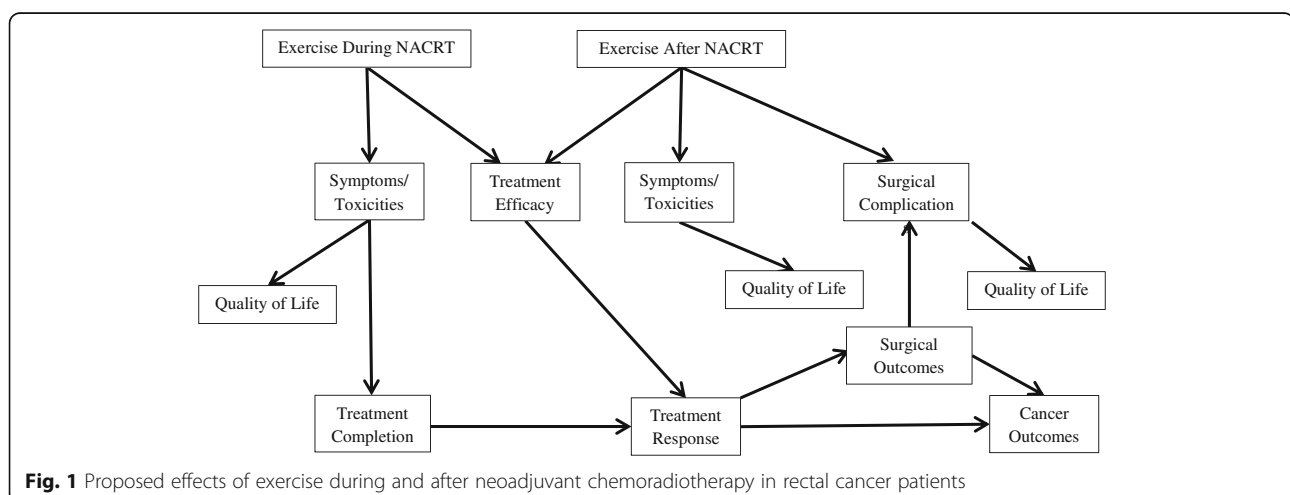 Exercise During NACRT
Exercise After NACRT
Symptoms/
Toxicities
Treatment
Efficacy
Symptoms/
Toxicities
Surgical
Complication
Quality of Life
Quality of Life
Quality of Life
Surgical
Outcomes
Treatment
Completion
Treatment
Response
Cancer
Outcomes
Fig. 1 Proposed effects of exercise during and after neoadjuvant chemoradiotherapy in rectal cancer patients